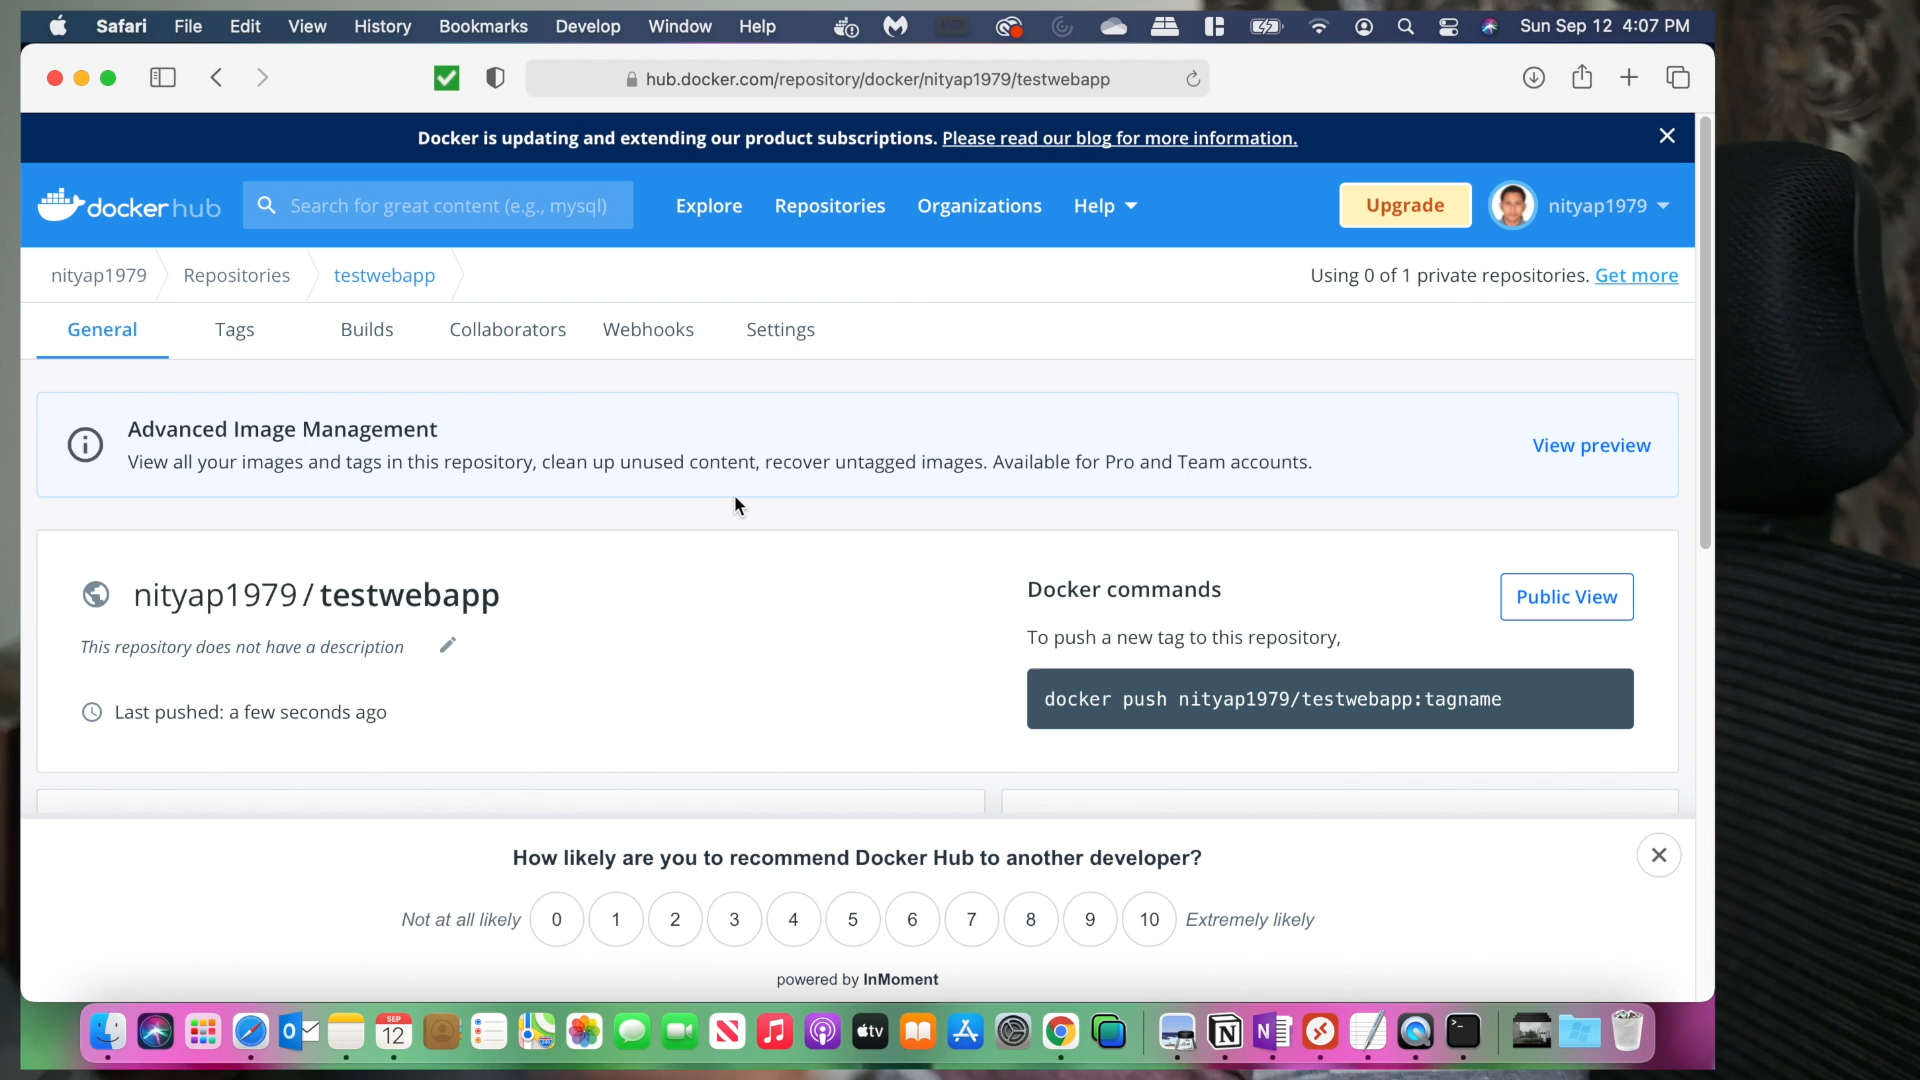 Safari File Edit View History Bookmarks Develop Window Help Sun Sep 12 4:07 PM
hub.docker.com/repository/docker/nityap1979/testwebapp
Docker is updating and extending our product subscriptions. Please read our blog for more information.
docker hub Search for great content (e.g., mysql) Explore Repositories Organizations Help Upgrade nityap1979
nityap1979 Repositories testwebapp Using 0 of 1 private repositories. Get more
General Tags Builds Collaborators Webhooks Settings
Advanced Image Management
View all your images and tags in this repository, clean up unused content, recover untagged images. Available for Pro and Team accounts.
View preview
nityap1979 / testwebapp
This repository does not have a description
Last pushed: a few seconds ago
Docker commands
Public View
To push a new tag to this repository,
docker push nityap1979/testwebapp:tagname
How likely are you to recommend Docker Hub to another developer?
Not at all likely 0 1 2 3 4 5 6 7 8 9 10 Extremely likely
powered by InMoment
SEP
12
tv